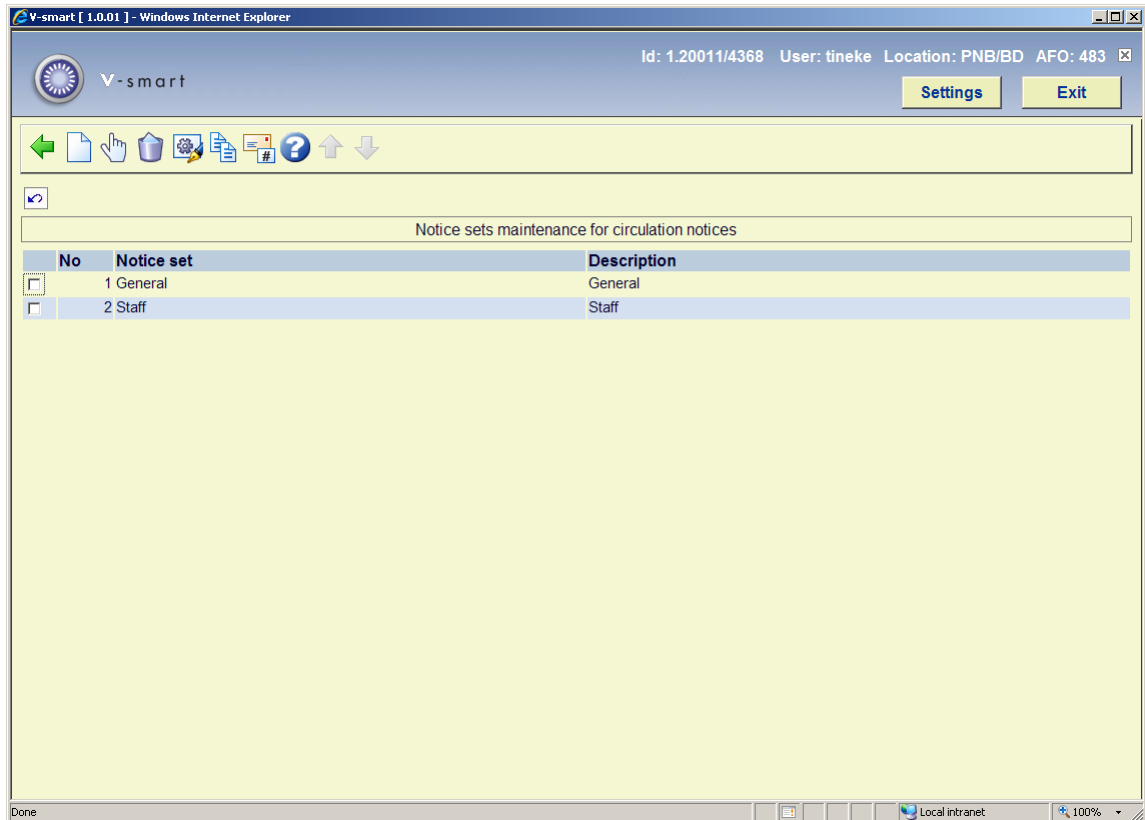 V-smart [ 1.0.01 ] - Windows Internet Explorer
Id: 1.20011/4368 User: tineke Location: PNB/BD AFO: 483
V-smart
Settings Exit
#
?
Notice sets maintenance for circulation notices
No Notice set Description
1 General General
2 Staff Staff
Done Local intranet 100%